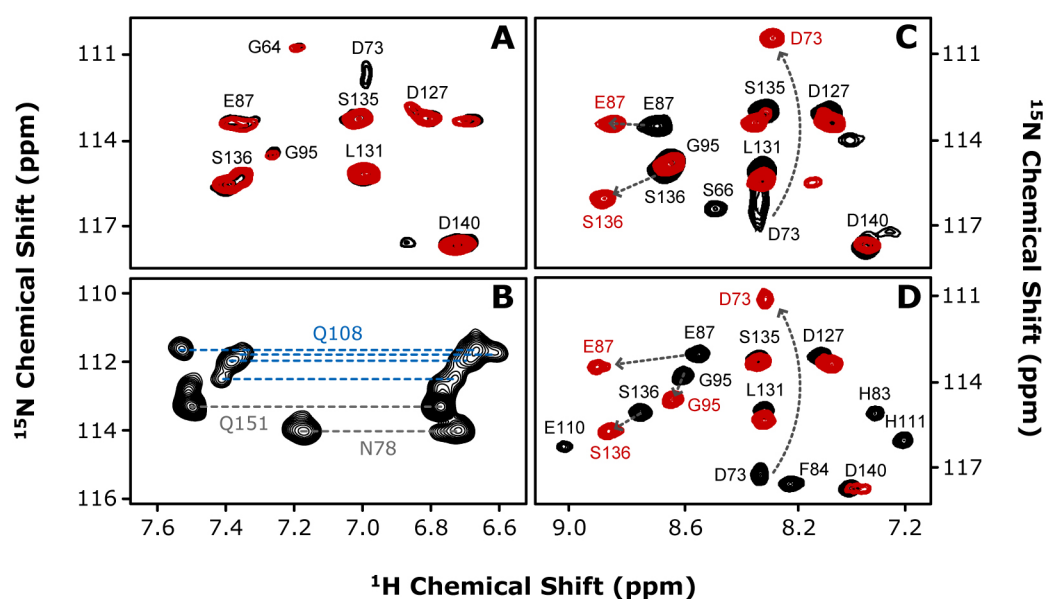 A
G64
D73
111
E87
S135
D127
114
S136
G95
L131
117
D140
C
D73
111
E87
E87
S135
D127
114
G95
L131
S136
S66
S136
D73
D140
117
B
110
Q108
112
Q151
N78
114
116
7.6
7.4
7.2
7.0
6.8
6.6
D
D73
111
E87
E87
S135
D127
S136
G95
G95
L131
H83
114
E110
S136
H111
D73
F84
D140
117
9.0
8.6
8.2
7.2
¹⁵N Chemical Shift (ppm)
¹⁵N Chemical Shift (ppm)
¹H Chemical Shift (ppm)